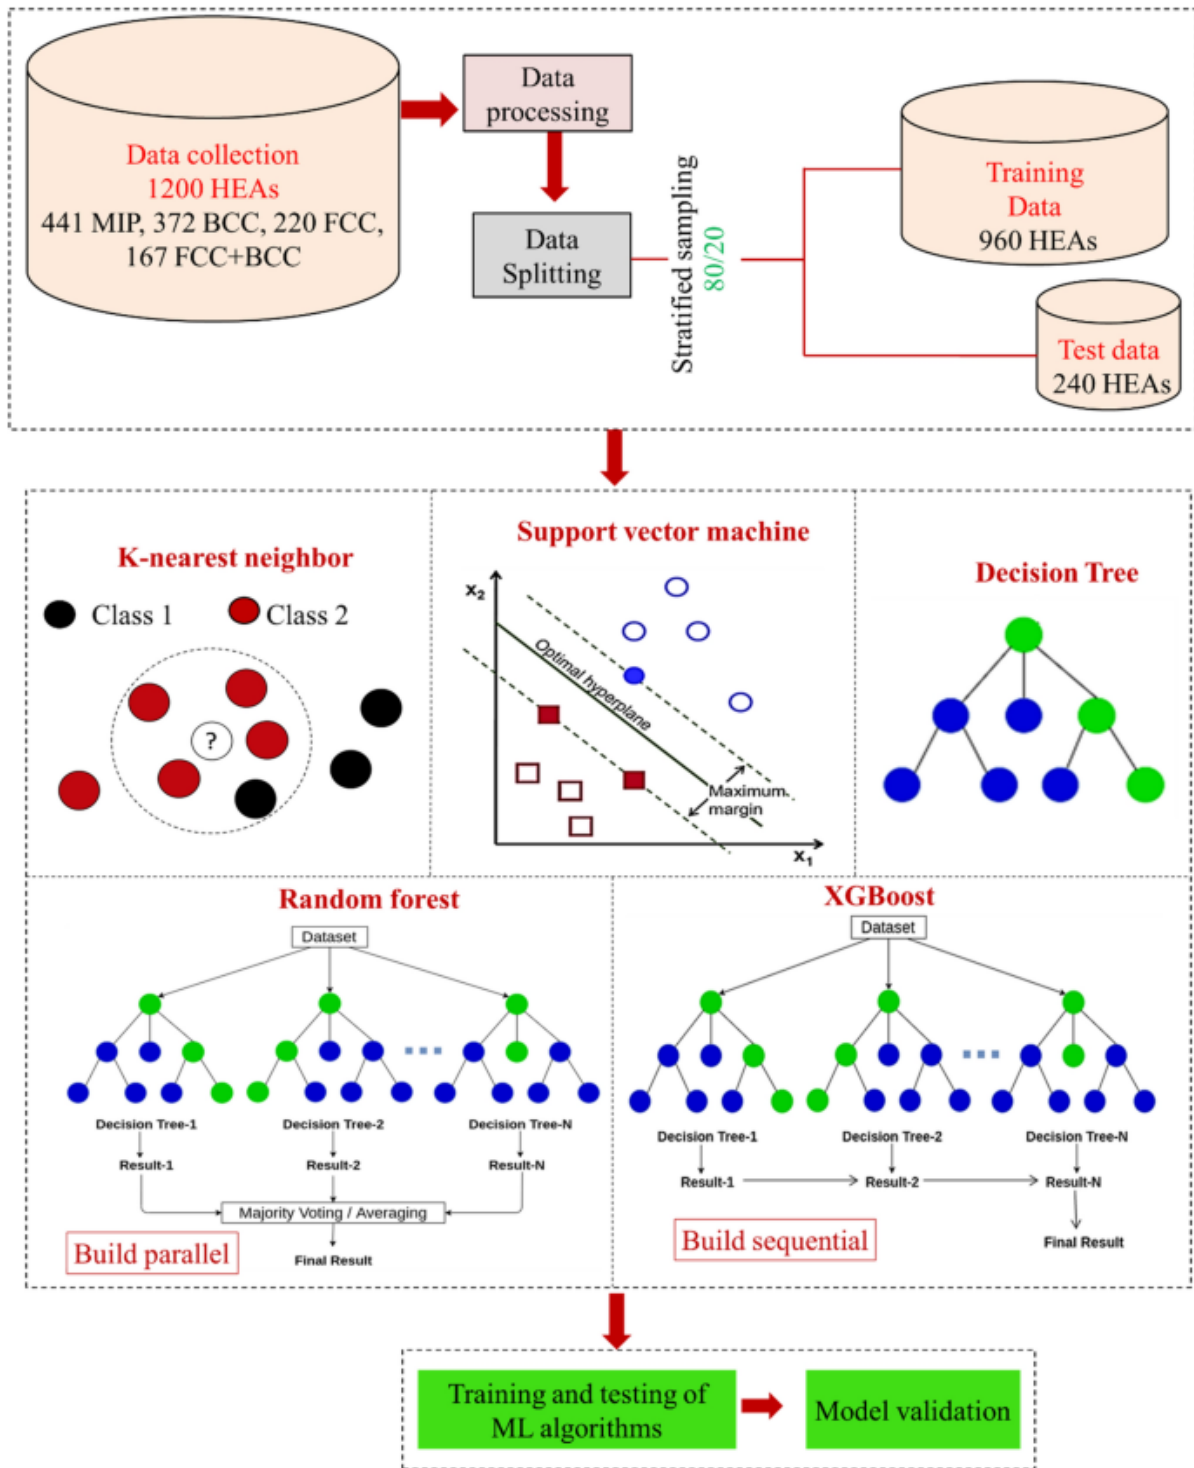 Data collection
1200 HEAs
441 MIP, 372 BCC, 220 FCC,
167 FCC+BCC
Data
processing
Data
Splitting
Stratified sampling
80/20
Training
Data
960 HEAs
Test data
240 HEAs
K-nearest neighbor
Class 1
Class 2
?
Support vector machine
x2
Optimal hyperplane
Maximum
margin
x1
Decision Tree
Random forest
Dataset
Decision Tree-1
Decision Tree-2
Decision Tree-N
Result-1
Result-2
Result-N
Majority Voting / Averaging
Build parallel
Final Result
XGBoost
Dataset
Decision Tree-1
Decision Tree-2
Decision Tree-N
Result-1
Result-2
Result-N
Build sequential
Final Result
Training and testing of
ML algorithms
Model validation